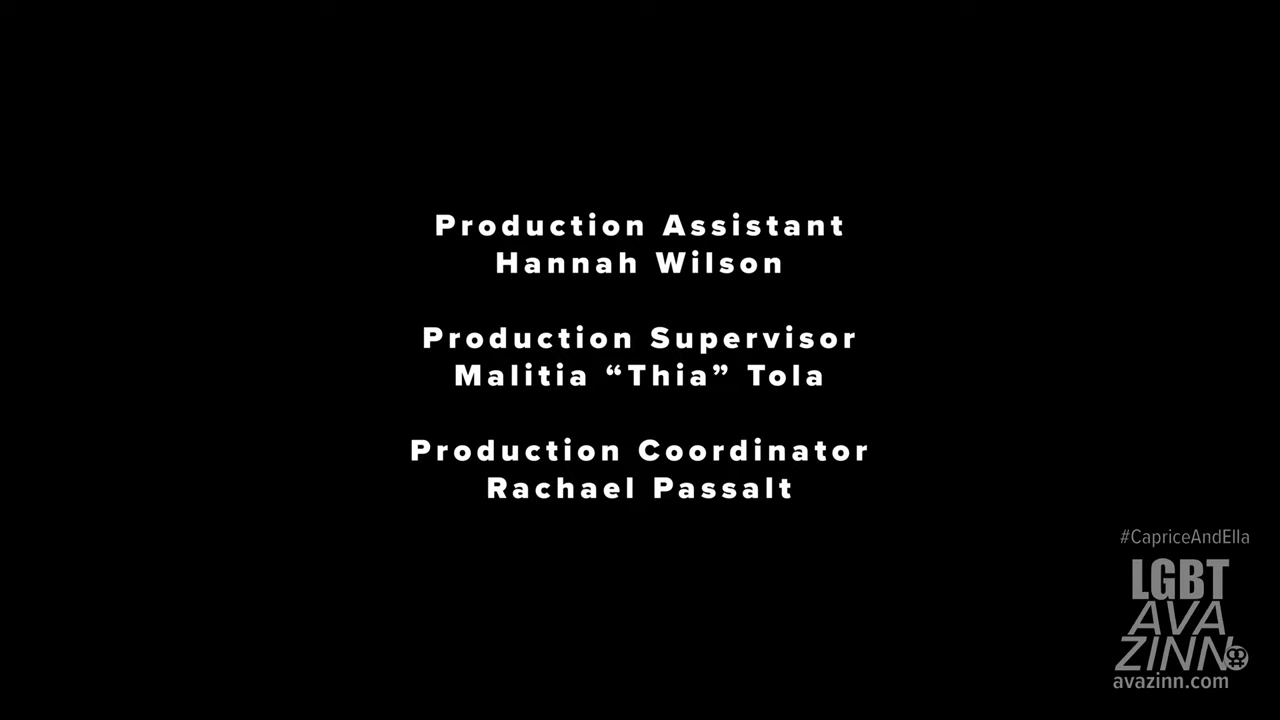 Production Assistant
Hannah Wilson
Production Supervisor
Malitia “Thia” Tola
Production Coordinator
Rachael Passalt
#CapriceAndElla
LGBT
AVA
ZINN
avazinn.com